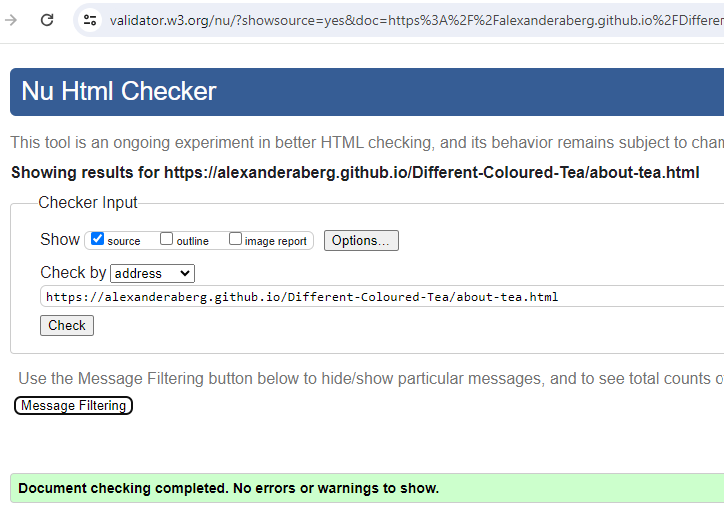 validator.w3.org/nu/?showsource=yes&doc=https%3A%2F%2Falexanderaberg.github.io%2FDifferen
Nu Html Checker
This tool is an ongoing experiment in better HTML checking, and its behavior remains subject to chan
Showing results for https://alexanderaberg.github.io/Different-Coloured-Tea/about-tea.html
Checker Input
Show source outline image report Options...
Check by address
https://alexanderaberg.github.io/Different-Coloured-Tea/about-tea.html
Check
Use the Message Filtering button below to hide/show particular messages, and to see total counts o
Message Filtering
Document checking completed. No errors or warnings to show.